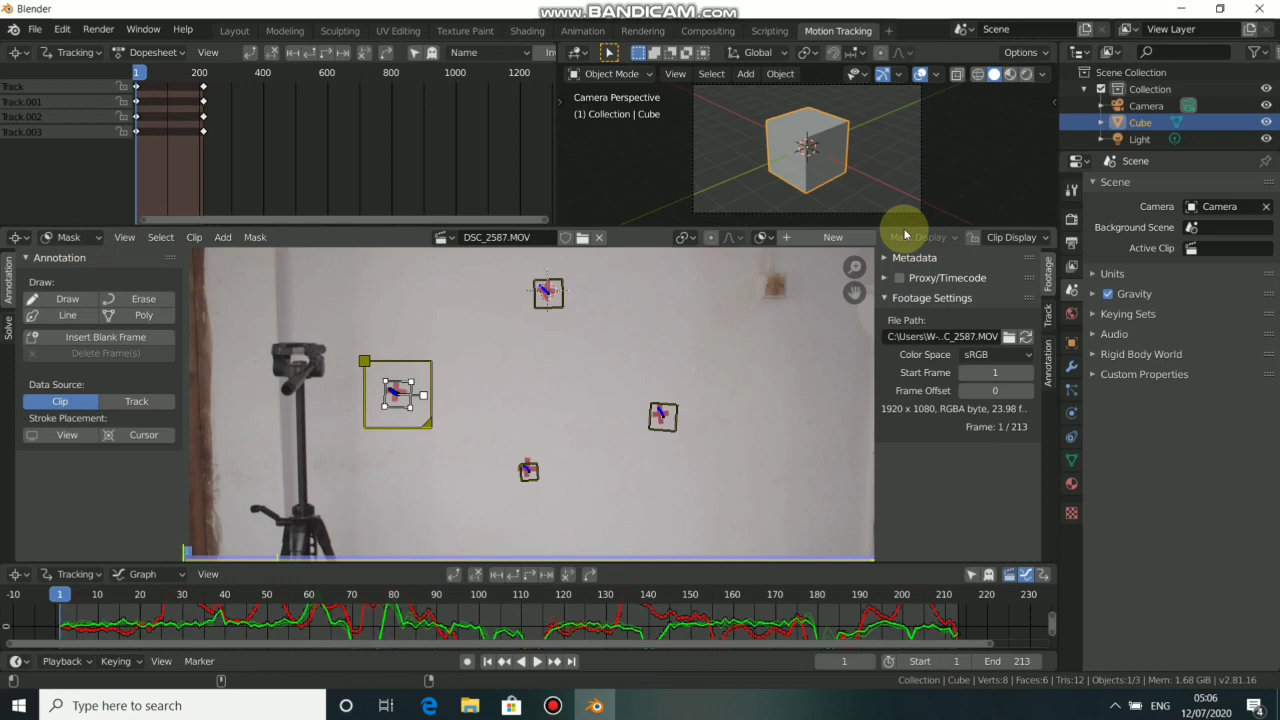 Blender
www.BANDICAM.com
File Edit Render Window Help Layout Modeling Sculpting UV Editing Texture Paint Shading Animation Rendering Compositing Scripting Motion Tracking + Scene View Layer
Tracking Dopesheet View Name
Global Options
Object Mode View Select Add Object
1 200 400 600 800 1000 1200
Track
Track.001
Track.002
Track.003
Camera Perspective
(1) Collection | Cube
Scene Collection
Collection
Camera
Cube
Light
Scene
Scene
Camera Camera
Background Scene
Active Clip
Units
Gravity
Keying Sets
Audio
Rigid Body World
Custom Properties
Mask View Select Clip Add Mask DSC_2587.MOV New Mask Display Clip Display
Annotation
Solve
Annotation
Draw:
Draw Erase
Line Poly
Insert Blank Frame
Delete Frame(s)
Data Source:
Clip Track
Stroke Placement:
View Cursor
Metadata
Proxy/Timecode
Footage Settings
File Path:
C:\Users\W-..C_2587.MOV
Color Space sRGB
Start Frame 1
Frame Offset 0
1920 x 1080, RGBA byte, 23.98 f..
Frame: 1 / 213
Footage
Track
Annotation
Tracking Graph View
-10 1 10 20 30 40 50 60 70 80 90 100 110 120 130 140 150 160 170 180 190 200 210 220 230
0
Playback Keying View Marker 1 Start 1 End 213
Collection | Cube | Verts:8 | Faces:6 | Tris:12 | Objects:1/3 | Mem: 1.68 GiB | v2.81.16
Type here to search
ENG
05:06
12/07/2020
4